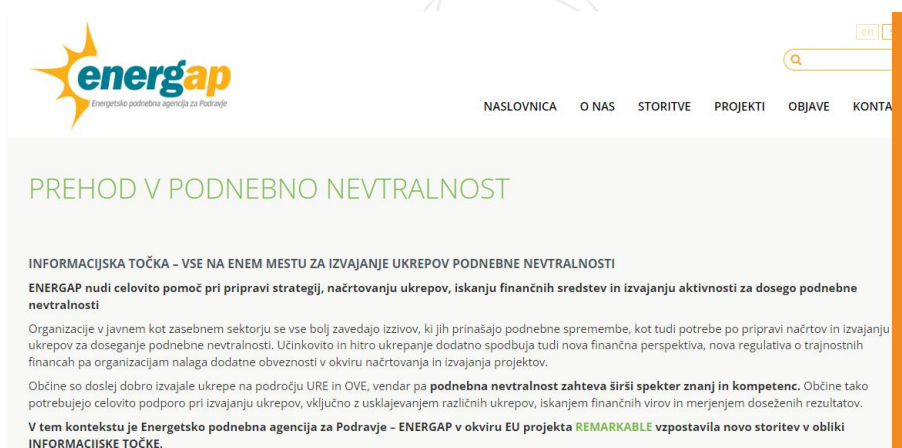 en
energap
Energetsko podnebna agencija za Podravje
NASLOVNICA O NAS STORITVE PROJEKTI OBJAVE KONTA
PREHOD V PODNEBNO NEVTRALNOST
INFORMACIJSKA TOČKA – VSE NA ENEM MESTU ZA IZVAJANJE UKREPOV PODNEBNE NEVTRALNOSTI
ENERGAP nudi celovito pomoč pri pripravi strategij, načrtovanju ukrepov, iskanju finančnih sredstev in izvajanju aktivnosti za dosego podnebne
nevtralnosti
Organizacije v javnem kot zasebnem sektorju se vse bolj zavedajo izzivov, ki jih prinašajo podnebne spremembe, kot tudi potrebe po pripravi načrtov in izvajanju
ukrepov za doseganje podnebne nevtralnosti. Učinkovito in hitro ukrepanje dodatno spodbuja tudi nova finančna perspektiva, nova regulativa o trajnostnih
financah pa organizacijam nalaga dodatne obveznosti v okviru načrtovanja in izvajanja projektov.
Občine so doslej dobro izvajale ukrepe na področju URE in OVE, vendar pa podnebna nevtralnost zahteva širši spekter znanj in kompetenc. Občine tako
potrebujejo celovito podporo pri izvajanju ukrepov, vključno z usklajevanjem različnih ukrepov, iskanjem finančnih virov in merjenjem doseženih rezultatov.
V tem kontekstu je Energetsko podnebna agencija za Podravje – ENERGAP v okviru EU projekta REMARKABLE vzpostavila novo storitev v obliki
INFORMACIJSKE TOČKE.